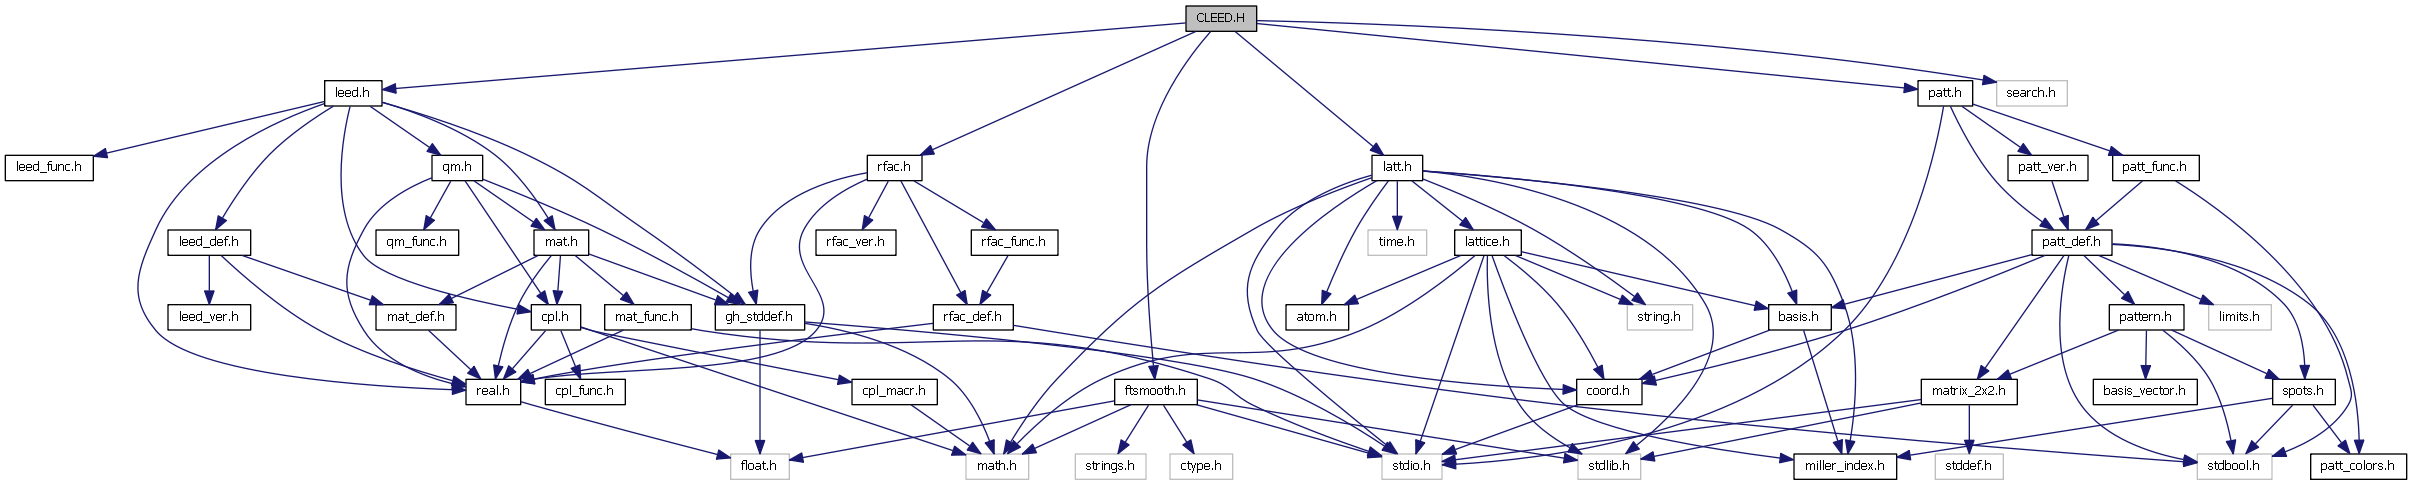 CLEED.H
leed.h
patt.h
search.h
leed_func.h
qm.h
rfac.h
latt.h
patt_ver.h
patt_func.h
leed_def.h
qm_func.h
mat.h
rfac_ver.h
rfac_func.h
time.h
lattice.h
patt_def.h
leed_ver.h
mat_def.h
cpl.h
mat_func.h
gh_stddef.h
rfac_def.h
atom.h
string.h
basis.h
pattern.h
limits.h
real.h
cpl_func.h
cpl_macr.h
ftsmooth.h
coord.h
matrix_2x2.h
basis_vector.h
spots.h
float.h
math.h
strings.h
ctype.h
stdio.h
stdlib.h
miller_index.h
stddef.h
stdbool.h
patt_colors.h